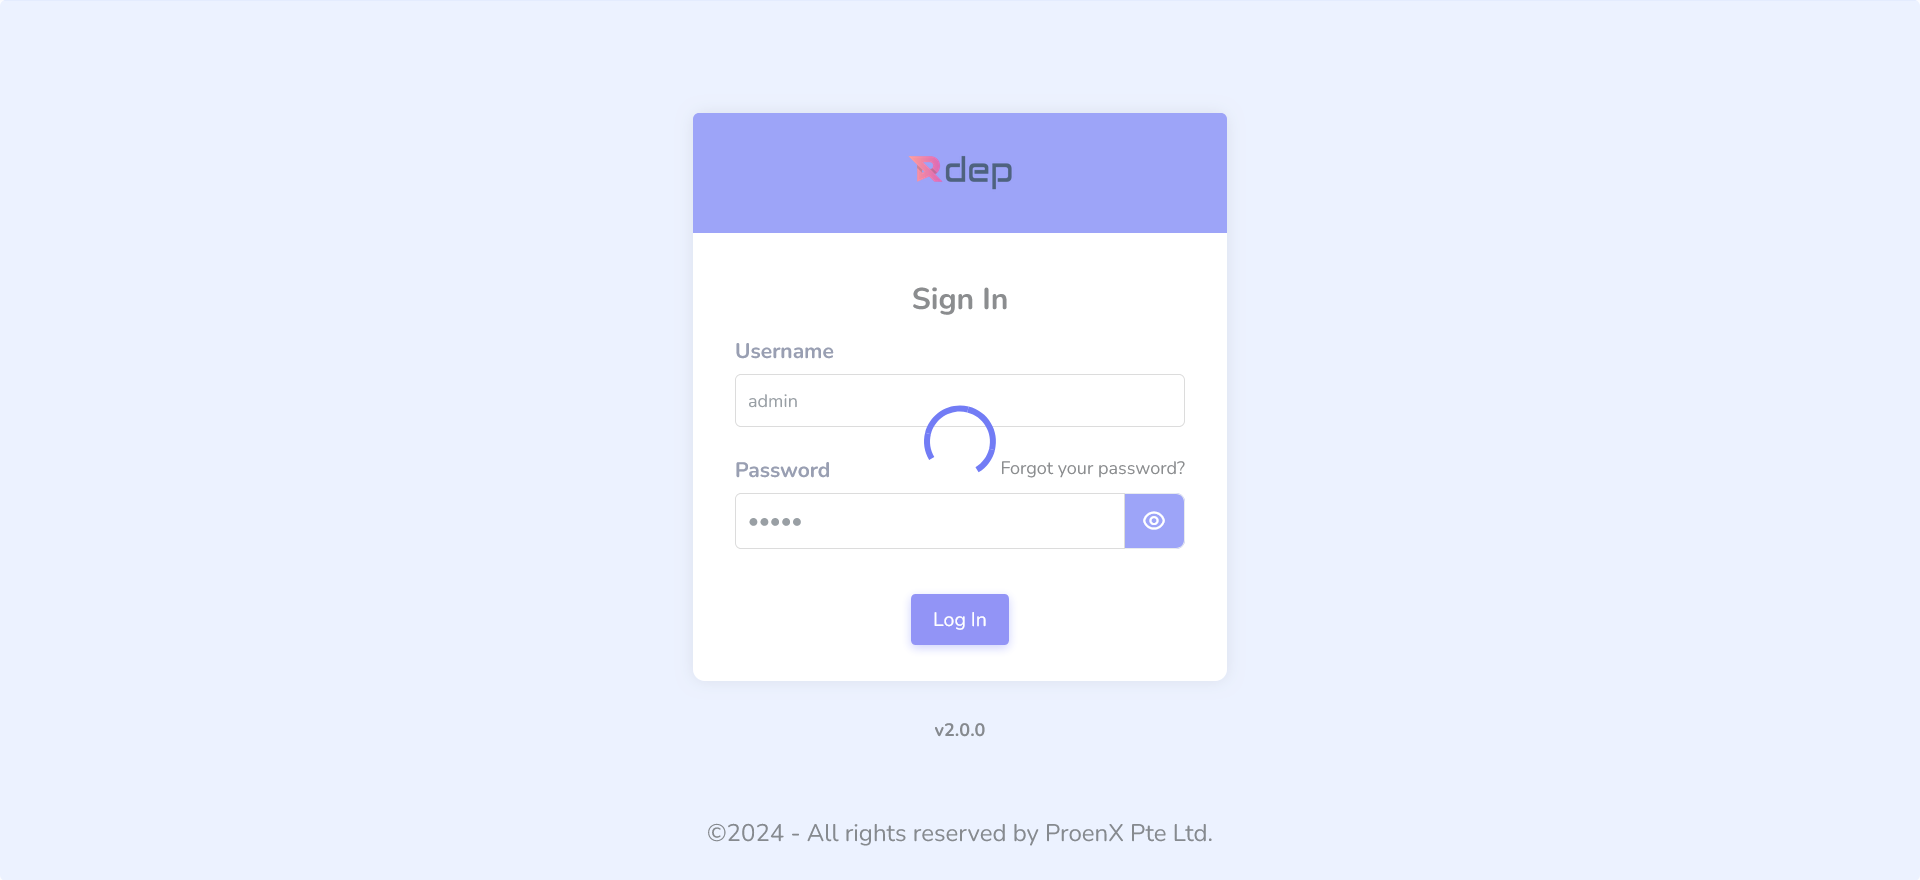 Rdep
Sign In
Username
admin
Password
Forgot your password?
●●●●●
Log In
v2.0.0
©2024 - All rights reserved by ProenX Pte Ltd.